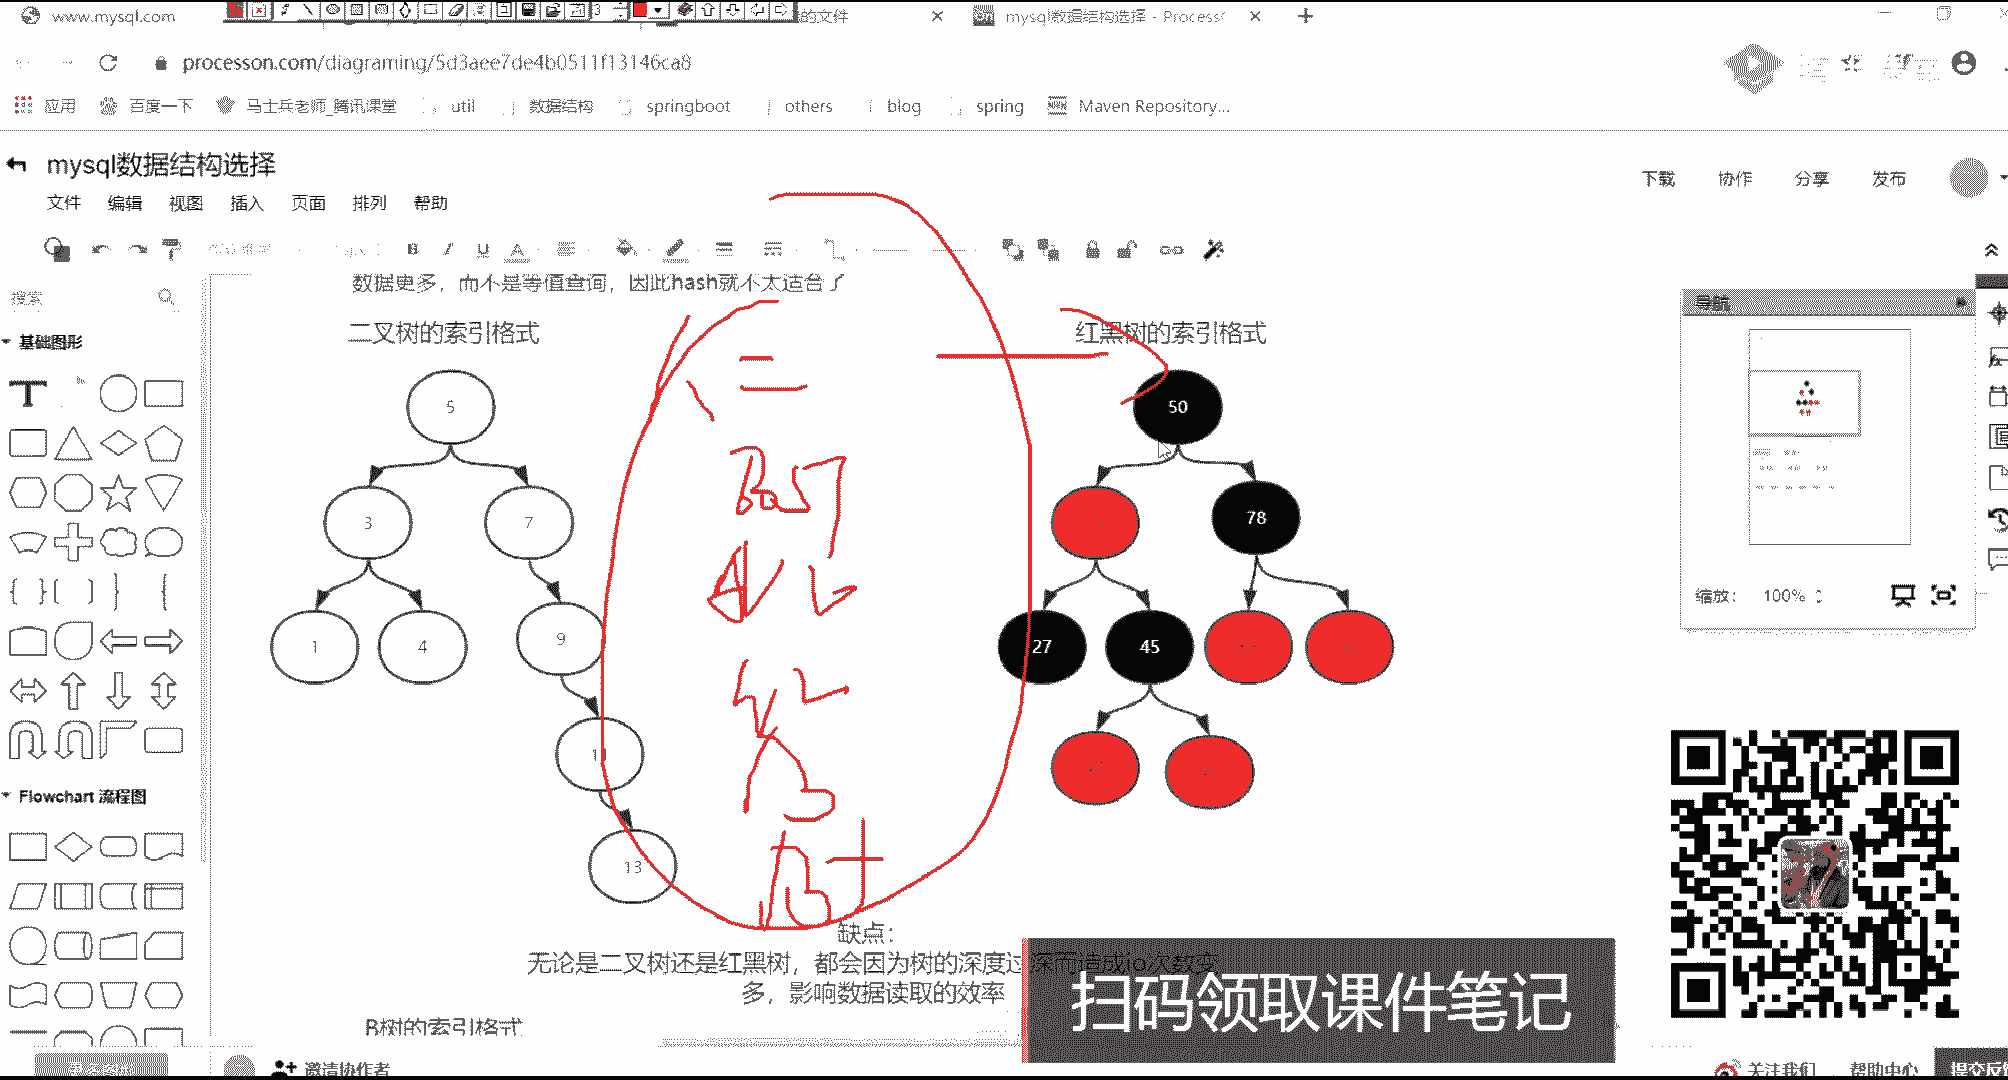 www.mysql.com
的文件
mysql数据结构选择 - Process
processon.com/diagraming/5d3aee7de4b0511f13146ca8
应用 百度一下 马士兵老师_腾讯课堂 util 数据结构 springboot others blog spring Maven Repository...
mysql数据结构选择
下载 协作 分享 发布
文件 编辑 视图 插入 页面 排列 帮助
B I U A
搜索
数据更多，而不是等值查询，因此hash就不太适合了
导航
基础图形
二叉树的索引格式
红黑树的索引格式
T
5
3
7
1
4
9
11
13
二
50
78
27
45
缩放： 100%
Flowchart 流程图
缺点：
无论是二叉树还是红黑树，都会因为树的深度过深而造成io次数变
多，影响数据读取的效率
扫码领取课件笔记
B树的索引格式
更多图形
邀请协作者
关注我们 帮助中心 提交反馈